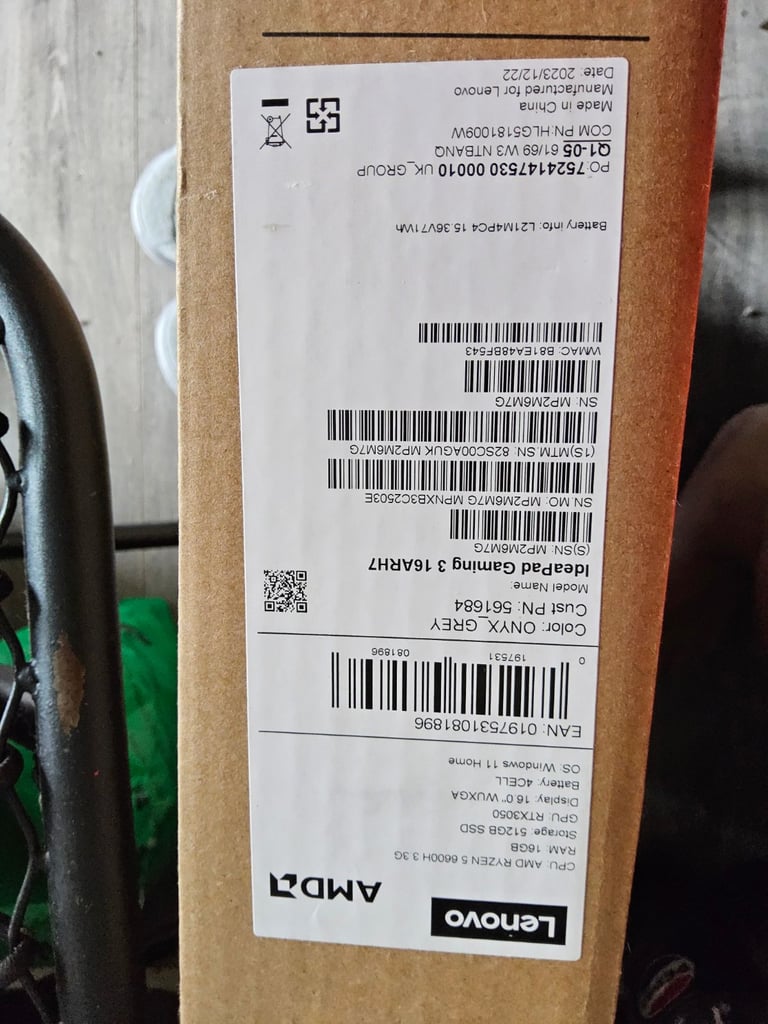 Lenovo
AMD
CPU: AMD RYZEN 5 6600H 3.3G
RAM: 16GB
Storage: 512GB SSD
GPU: RTX3050
Display: 16.0" WUXGA
Battery: 4CELL
OS: Windows 11 Home
EAN: 0197531081896
0 197531 081896
Color: ONYX_GREY
Cust PN: 561684
Model Name:
IdeaPad Gaming 3 16ARH7
(S)SN: MP2M6M7G
SN,MO: MP2M6M7G MPNXB3C2503E
(1S)MTM,SN: 82SC00AGUK MP2M6M7G
SN: MP2M6M7G
WMAC: B81EA48BF543
Battery info: L21M4PC4 15.36V71Wh
PO:7524147530 00010 UK_GROUP
Q1-05 61/69 W3 NTBANQ
COM PN:HLG5181009W
Made in China
Manufactured for Lenovo
Date: 2023/12/22